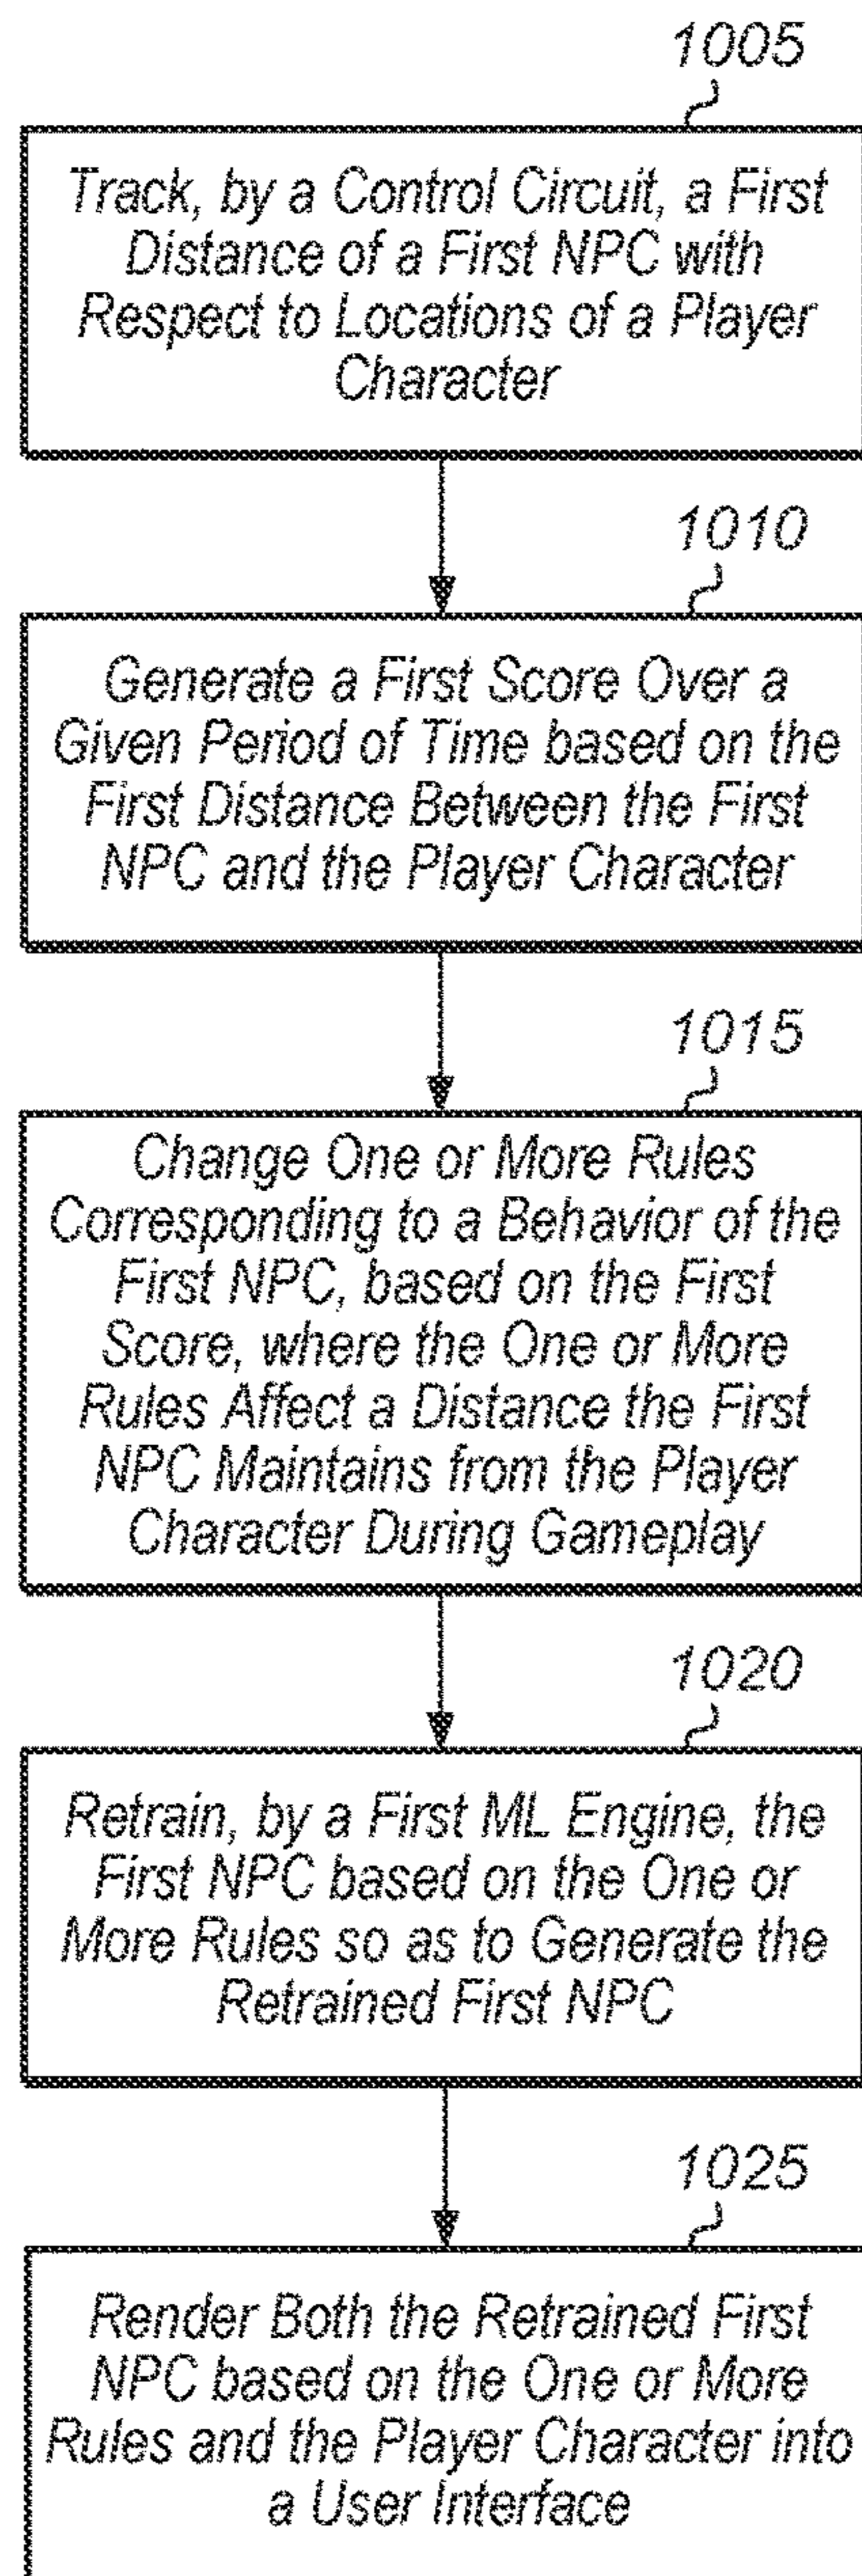 1005
Track, by a Control Circuit, a First
Distance of a First NPC with
Respect to Locations of a Player
Character
1010
Generate a First Score Over a
Given Period of Time based on the
First Distance Between the First
NPC and the Player Character
1015
Change One or More Rules
Corresponding to a Behavior of the
First NPC, based on the First
Score, where the One or More
Rules Affect a Distance the First
NPC Maintains from the Player
Character During Gameplay
1020
Retrain, by a First ML Engine, the
First NPC based on the One or
More Rules so as to Generate the
Retrained First NPC
1025
Render Both the Retrained First
NPC based on the One or More
Rules and the Player Character into
a User Interface